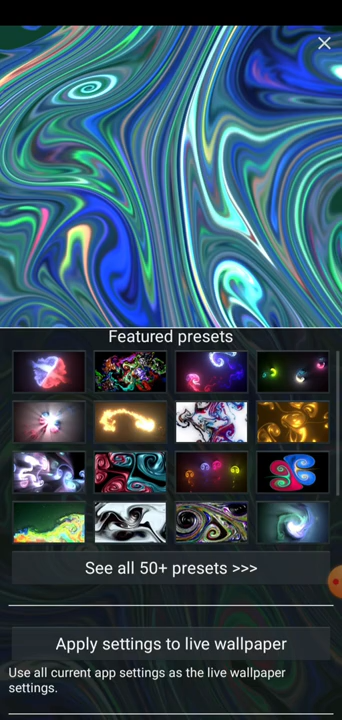 Featured presets
See all 50+ presets >>>
Apply settings to live wallpaper
Use all current app settings as the live wallpaper
settings.